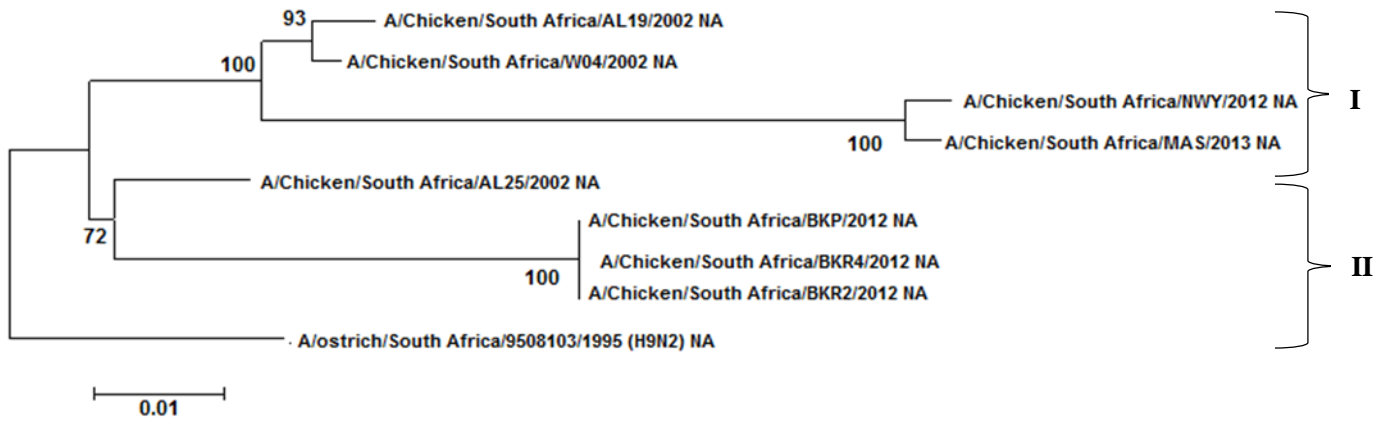 93
A/Chicken/South Africa/AL19/2002 NA
100
A/Chicken/South Africa/W04/2002 NA
A/Chicken/South Africa/NWY/2012 NA
I
100
A/Chicken/South Africa/MAS/2013 NA
A/Chicken/South Africa/AL25/2002 NA
72
A/Chicken/South Africa/BKP/2012 NA
A/Chicken/South Africa/BKR4/2012 NA
II
100
A/Chicken/South Africa/BKR2/2012 NA
A/ostrich/South Africa/9508103/1995 (H9N2) NA
0.01